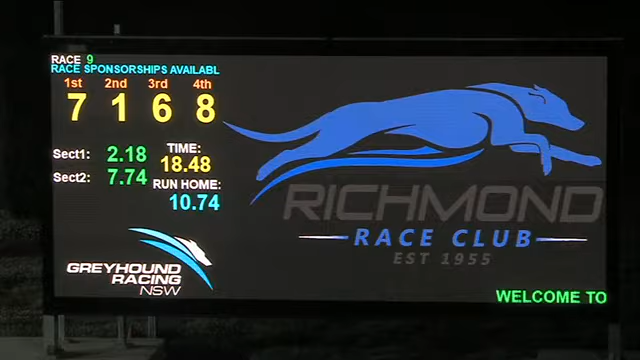 RACE 9
RACE SPONSORSHIPS AVAILABL
1st 2nd 3rd 4th
7 1 6 8
Sect1: 2.18
Sect2: 7.74
TIME:
18.48
RUN HOME:
10.74
GREYHOUND
RACING
NSW
RICHMOND
RACE CLUB
EST 1955
WELCOME TO